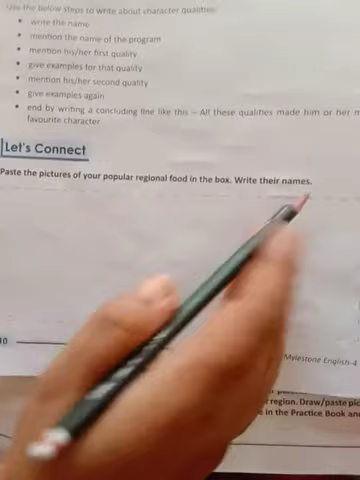 Use the below steps to write about character qualities:
• write the name
• mention the name of the program
• mention his/her first quality
• give examples for that quality
• mention his/her second quality
• give examples again
• end by writing a concluding line like this – All these qualities made him or her m
favourite character
Let's Connect
Paste the pictures of your popular regional food in the box. Write their names.
Mylestone English-4
region. Draw/paste pic
in the Practice Book an